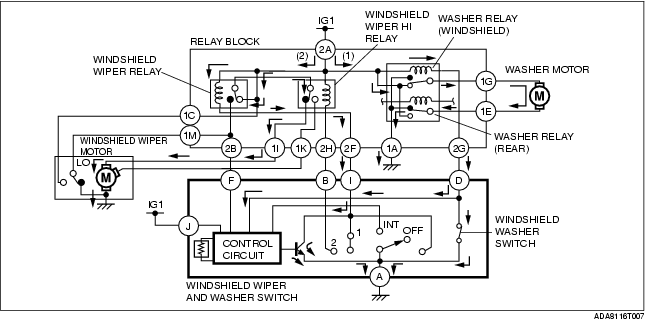 IG1
WINDSHIELD
WIPER HI
RELAY
WASHER RELAY
(WINDSHIELD)
RELAY BLOCK
(2)
2A
(1)
WINDSHIELD
WIPER RELAY
WASHER MOTOR
1G
M
1E
1C
1M
WINDSHIELD WIPER
MOTOR
WASHER RELAY
(REAR)
2B
1I
1K
2H
2F
1A
2G
LO
M
F
B
I
D
IG1
J
CONTROL
CIRCUIT
2
1
INT
OFF
WINDSHIELD
WASHER
SWITCH
A
WINDSHIELD WIPER
AND WASHER SWITCH
ADA8116T007